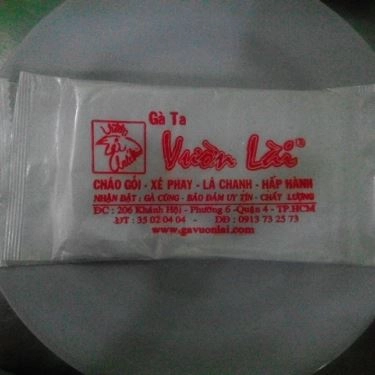 Gà Ta
Vườn Lài®
CHÁO GỎI - XÉ PHAY - LÁ CHANH - HẤP HÀNH
NHẬN ĐẶT : GÀ CÚNG - BẢO ĐẢM UY TÍN - CHẤT LƯỢNG
ĐC : 206 Khánh Hội - Phường 6 -Quận 4 - TP.HCM
ĐT : 35 02 04 04 - DĐ : 0913 73 25 73
www.gavuonlai.com